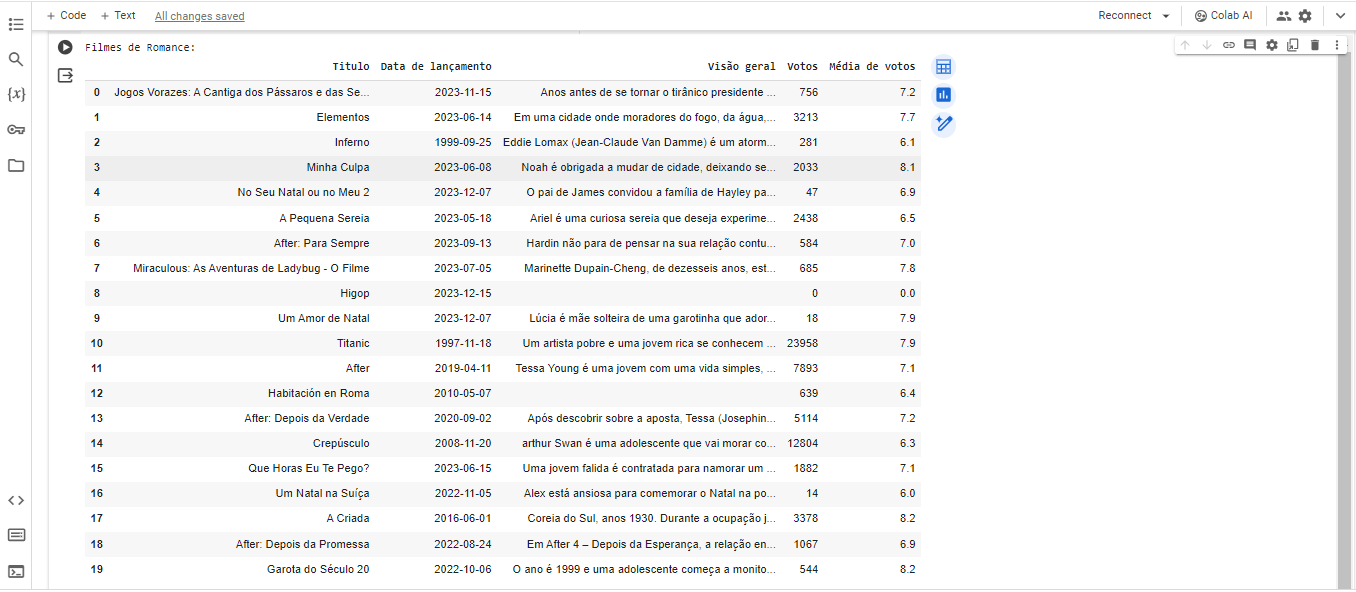 + Code + Text All changes saved Reconnect Colab AI
Filmes de Romance:
Titulo Data de lançamento Visão geral Votos Média de votos
0 Jogos Vorazes: A Cantiga dos Pássaros e das Se... 2023-11-15 Anos antes de se tornar o tirânico presidente ... 756 7.2
1 Elementos 2023-06-14 Em uma cidade onde moradores do fogo, da água,... 3213 7.7
2 Inferno 1999-09-25 Eddie Lomax (Jean-Claude Van Damme) é um atorm... 281 6.1
3 Minha Culpa 2023-06-08 Noah é obrigada a mudar de cidade, deixando se... 2033 8.1
4 No Seu Natal ou no Meu 2 2023-12-07 O pai de James convidou a família de Hayley pa... 47 6.9
5 A Pequena Sereia 2023-05-18 Ariel é uma curiosa sereia que deseja experime... 2438 6.5
6 After: Para Sempre 2023-09-13 Hardin não para de pensar na sua relação contu... 584 7.0
7 Miraculous: As Aventuras de Ladybug - O Filme 2023-07-05 Marinette Dupain-Cheng, de dezesseis anos, est... 685 7.8
8 Higop 2023-12-15 0 0.0
9 Um Amor de Natal 2023-12-07 Lúcia é mãe solteira de uma garotinha que ador... 18 7.9
10 Titanic 1997-11-18 Um artista pobre e uma jovem rica se conhecem ... 23958 7.9
11 After 2019-04-11 Tessa Young é uma jovem com uma vida simples, ... 7893 7.1
12 Habitación en Roma 2010-05-07 639 6.4
13 After: Depois da Verdade 2020-09-02 Após descobrir sobre a aposta, Tessa (Josephin... 5114 7.2
14 Crepúsculo 2008-11-20 arthur Swan é uma adolescente que vai morar co... 12804 6.3
15 Que Horas Eu Te Pego? 2023-06-15 Uma jovem falida é contratada para namorar um ... 1882 7.1
16 Um Natal na Suíça 2022-11-05 Alex está ansiosa para comemorar o Natal na po... 14 6.0
17 A Criada 2016-06-01 Coreia do Sul, anos 1930. Durante a ocupação j... 3378 8.2
18 After: Depois da Promessa 2022-08-24 Em After 4 – Depois da Esperança, a relação en... 1067 6.9
19 Garota do Século 20 2022-10-06 O ano é 1999 e uma adolescente começa a monito... 544 8.2